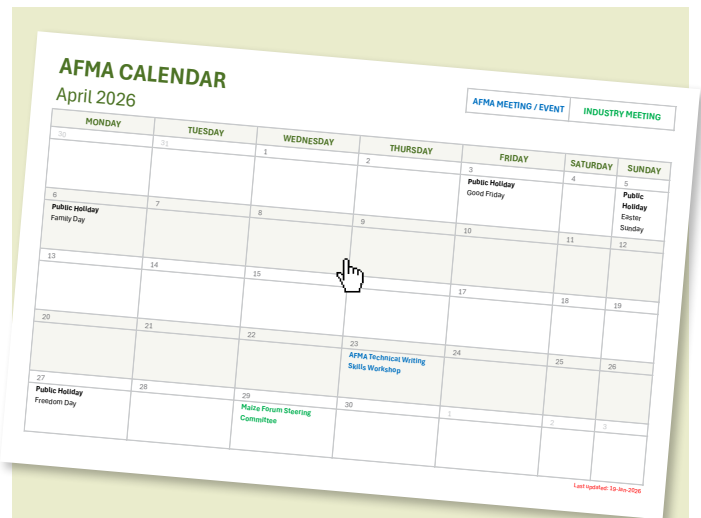 AFMA CALENDAR
April 2026
AFMA MEETING / EVENT INDUSTRY MEETING
MONDAY TUESDAY WEDNESDAY THURSDAY FRIDAY SATURDAY SUNDAY
30 31 1 2 3 4 5
Public Holiday
Good Friday
Public
Holiday
Easter
Sunday
6 7 8 9 10 11 12
Public Holiday
Family Day
13 14 15 17 18 19
20 21 22 23 24 25 26
AFMA Technical Writing
Skills Workshop
27 28 29 30 1 2 3
Public Holiday
Freedom Day
Maize Forum Steering
Committee
Last updated: 19-Jan-2026